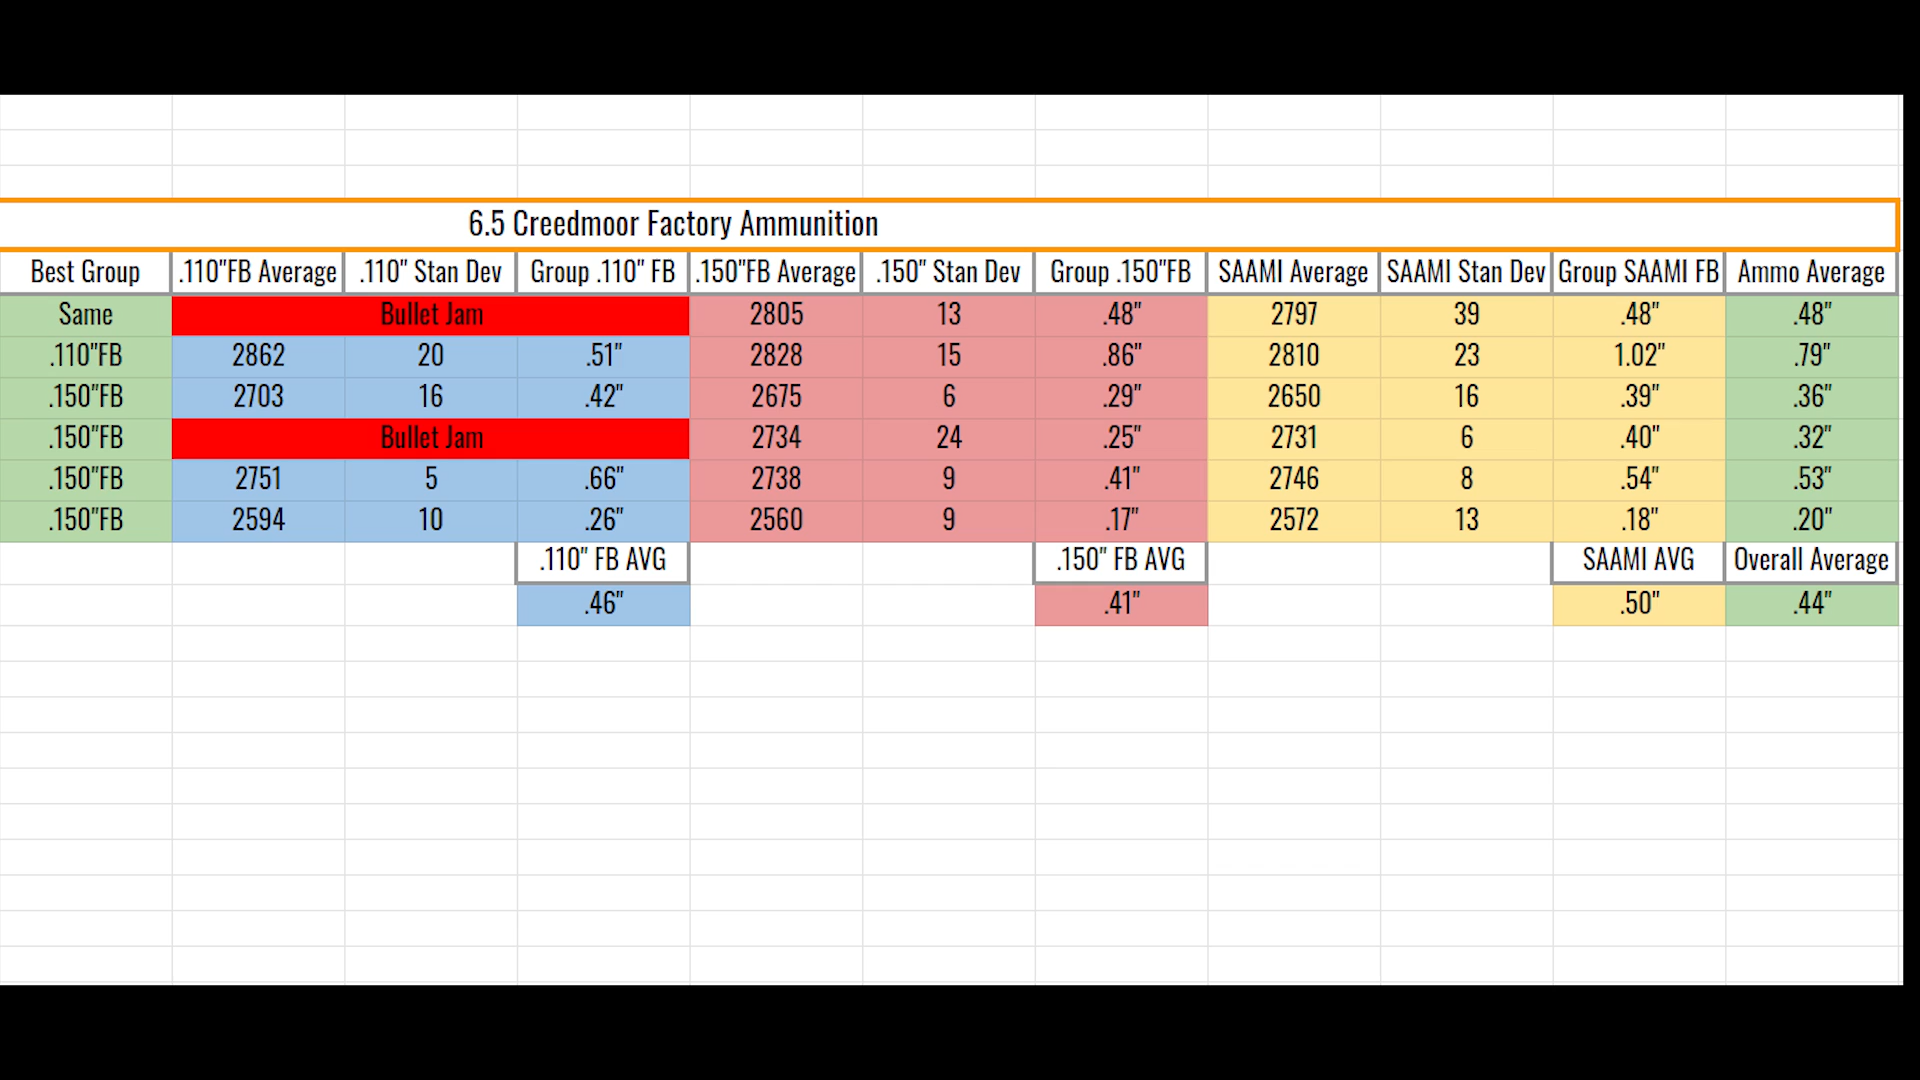 6.5 Creedmoor Factory Ammunition
Best Group .110"FB Average .110" Stan Dev Group .110" FB .150"FB Average .150" Stan Dev Group .150"FB SAAMI Average SAAMI Stan Dev Group SAAMI FB Ammo Average
Same Bullet Jam 2805 13 .48" 2797 39 .48" .48"
.110"FB 2862 20 .51" 2828 15 .86" 2810 23 1.02" .79"
.150"FB 2703 16 .42" 2675 6 .29" 2650 16 .39" .36"
.150"FB Bullet Jam 2734 24 .25" 2731 6 .40" .32"
.150"FB 2751 5 .66" 2738 9 .41" 2746 8 .54" .53"
.150"FB 2594 10 .26" 2560 9 .17" 2572 13 .18" .20"
.110" FB AVG .150" FB AVG SAAMI AVG Overall Average
.46" .41" .50" .44"